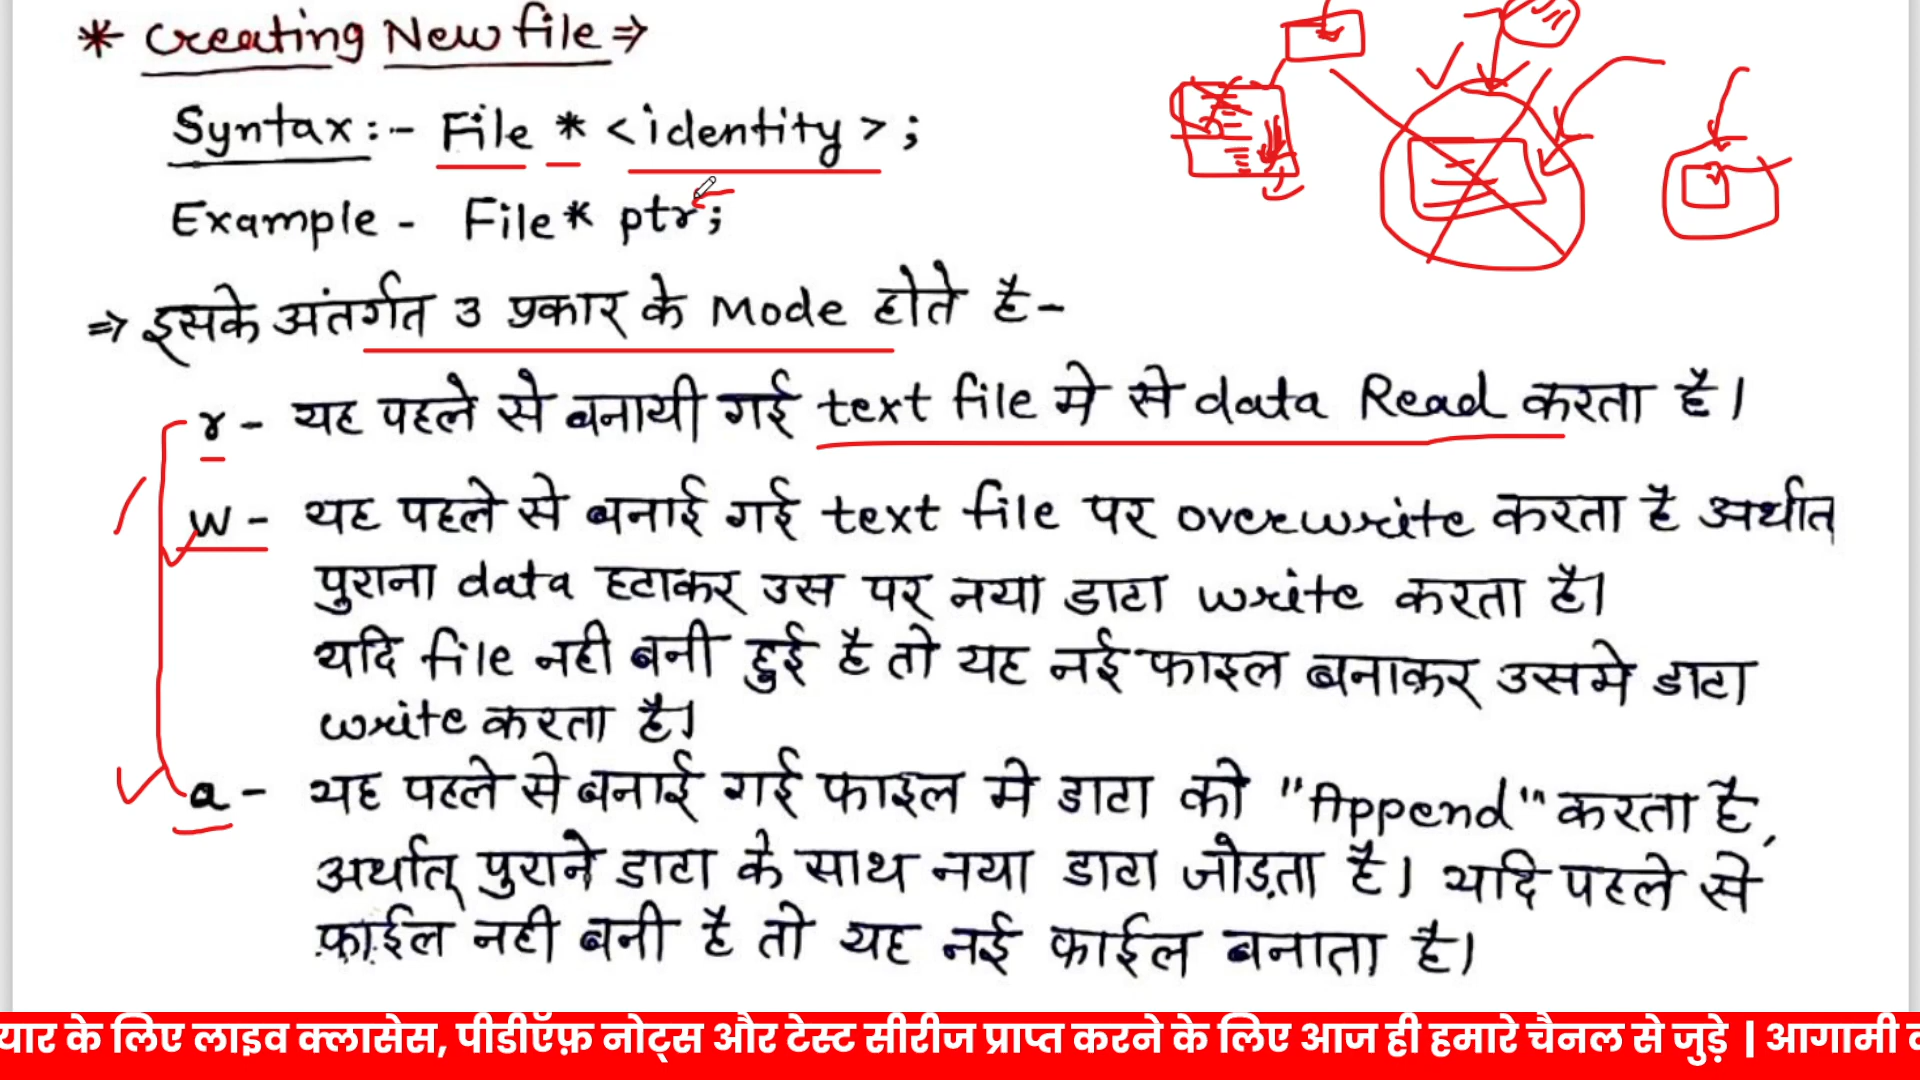 * Creating New file ⇒
Syntax :- File * <identity> ;
Example - File * ptr ;
⇒ इसके अंतर्गत 3 प्रकार के Mode होते है-
r - यह पहले से बनायी गई text file मे से data Read करता है।
w - यह पहले से बनाई गई text file पर overwrite करता है अर्थात
पुराना data हटाकर उस पर नया डाटा write करता है।
यदि file नही बनी हुई है तो यह नई फाइल बनाकर उसमे डाटा
write करता है।
a - यह पहले से बनाई गई फाइल मे डाटा को "Append" करता है,
अर्थात् पुराने डाटा के साथ नया डाटा जोड़ता है। यदि पहले से
फाईल नही बनी है तो यह नई फाईल बनाता है।
यार के लिए लाइव क्लासेस, पीडीऍफ़ नोट्स और टेस्ट सीरीज प्राप्त करने के लिए आज ही हमारे चैनल से जुड़े | आगामी